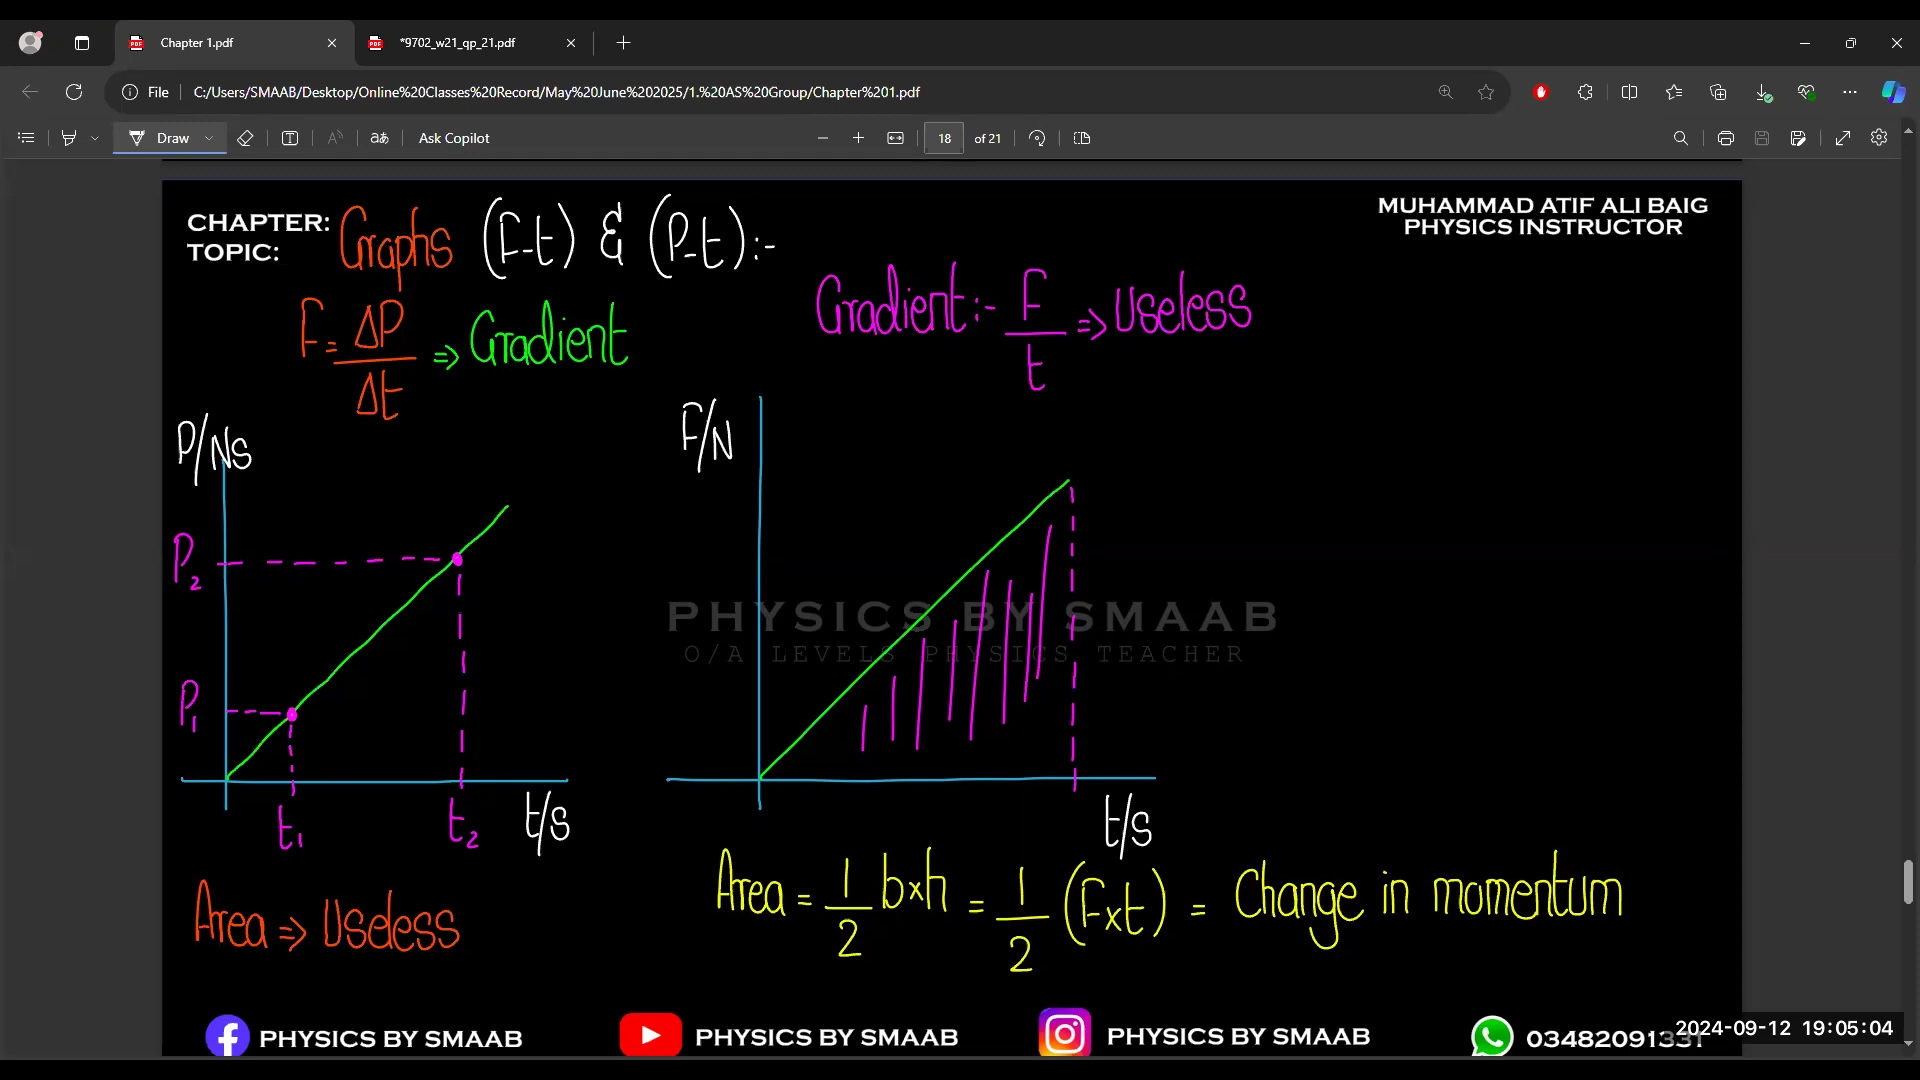 Chapter 1.pdf
*9702_w21_qp_21.pdf
File
C:/Users/SMAAB/Desktop/Online%20Classes%20Record/May%20June%202025/1.%20AS%20Group/Chapter%201.pdf
Draw
Ask Copilot
18 of 21
CHAPTER:
TOPIC:
Graphs (F-t) & (P-t):-
MUHAMMAD ATIF ALI BAIG
PHYSICS INSTRUCTOR
F = ΔP/Δt => Gradient
Gradient:- F/t => Useless
P/Ns
F/N
P2
P1
t1
t2
t/s
t/s
PHYSICS BY SMAAB
O/A LEVELS PHYSICS TEACHER
Area => Useless
Area = 1/2 b×h = 1/2 (F×t) = Change in momentum
PHYSICS BY SMAAB
PHYSICS BY SMAAB
PHYSICS BY SMAAB
03482091331
2024-09-12 19:05:04